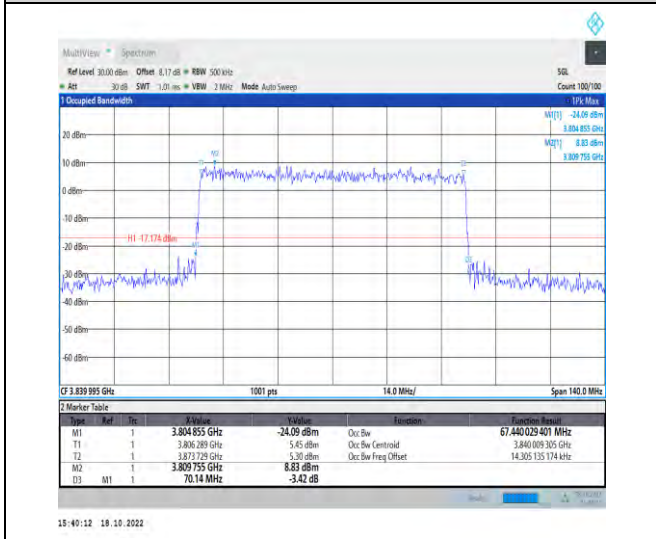 MultiView Spectrum
Ref Level 30.00 dBm Offset 8.17 dB RBW 500 kHz SGL
Att 30 dB SWT 1.01 ms VBW 2 MHz Mode Auto Sweep Count 100/100
1 Occupied Bandwidth 1Pk Max
M1[1] -24.09 dBm
3.804 855 GHz
M2[1] 8.83 dBm
3.809 755 GHz
20 dBm
10 dBm
0 dBm
-10 dBm
-20 dBm
-30 dBm
-40 dBm
-50 dBm
-60 dBm
M2
T1
T2
H1 -17.174 dBm
M1
D3
CF 3.839 995 GHz 1001 pts 14.0 MHz/ Span 140.0 MHz
2 Marker Table
Type Ref Trc X-Value Y-Value Function Function Result
M1 1 3.804 855 GHz -24.09 dBm Occ Bw 67.440 029 401 MHz
T1 1 3.806 289 GHz 5.45 dBm Occ Bw Centroid 3.840 009 305 GHz
T2 1 3.873 729 GHz 5.30 dBm Occ Bw Freq Offset 14.305 135 174 kHz
M2 1 3.809 755 GHz 8.83 dBm
D3 M1 1 70.14 MHz -3.42 dB
15:40:12 18.10.2022